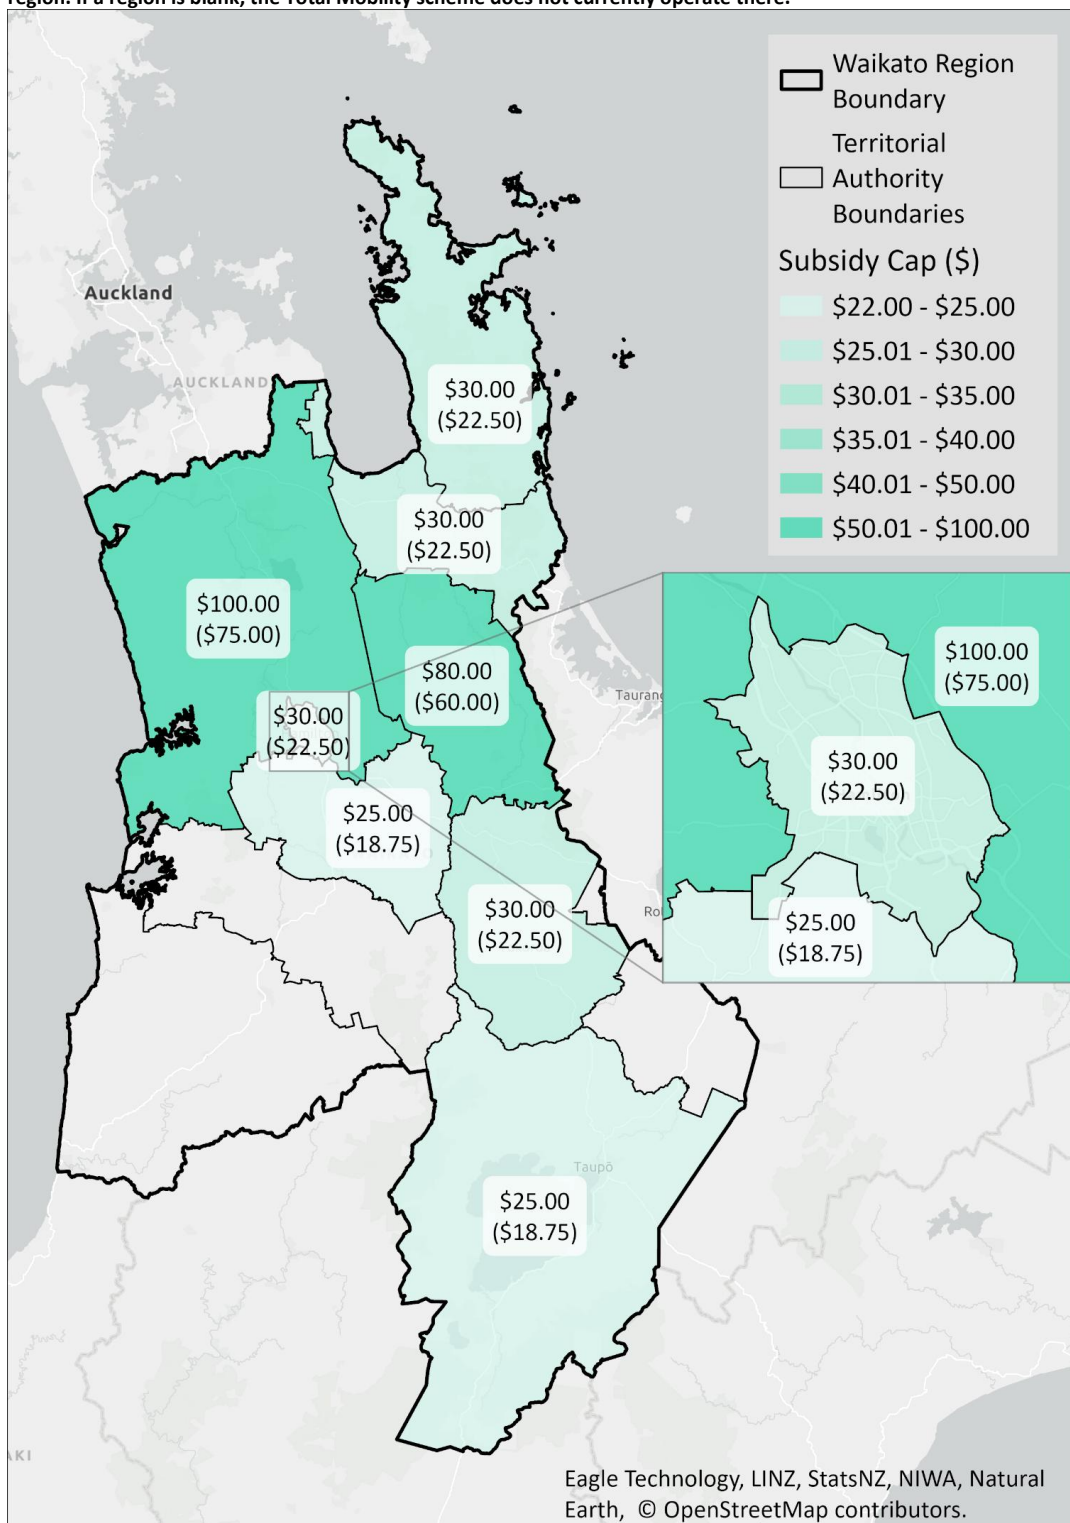 region. If a region is blank, the Total Mobility scheme does not currently operate there.
Waikato Region
Boundary
Territorial
Authority
Boundaries
Subsidy Cap ($)
$22.00 - $25.00
$25.01 - $30.00
$30.01 - $35.00
$35.01 - $40.00
$40.01 - $50.00
$50.01 - $100.00
Auckland
AUCKLAND
$30.00
($22.50)
$30.00
($22.50)
$100.00
($75.00)
$80.00
($60.00)
$30.00
($22.50)
Taurang
$100.00
($75.00)
$30.00
($22.50)
$25.00
($18.75)
$25.00
($18.75)
$30.00
($22.50)
Rot
Taupō
$25.00
($18.75)
AKI
Eagle Technology, LINZ, StatsNZ, NIWA, Natural
Earth, © OpenStreetMap contributors.